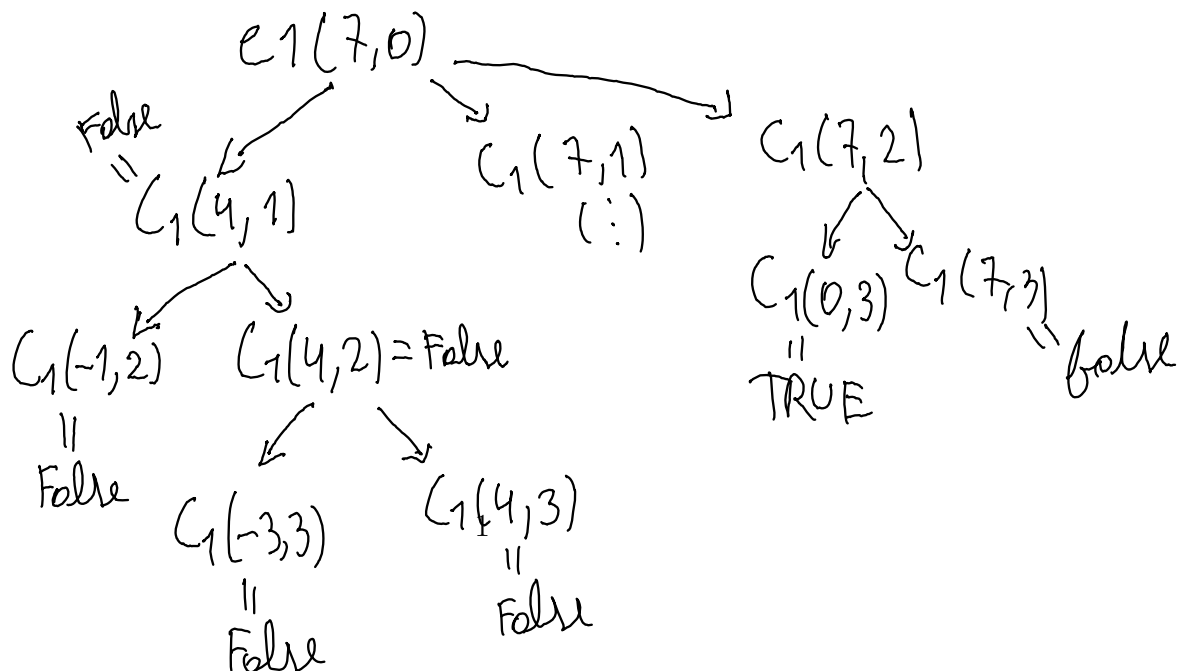 C1(7,0)
False
=
C1(4,1)
C1(7,1)
(⋮)
C1(7,2)
C1(-1,2)
=
False
C1(4,2)=False
C1(0,3)
=
TRUE
C1(7,3)
=
false
C1(-3,3)
=
False
C1(4,3)
=
False